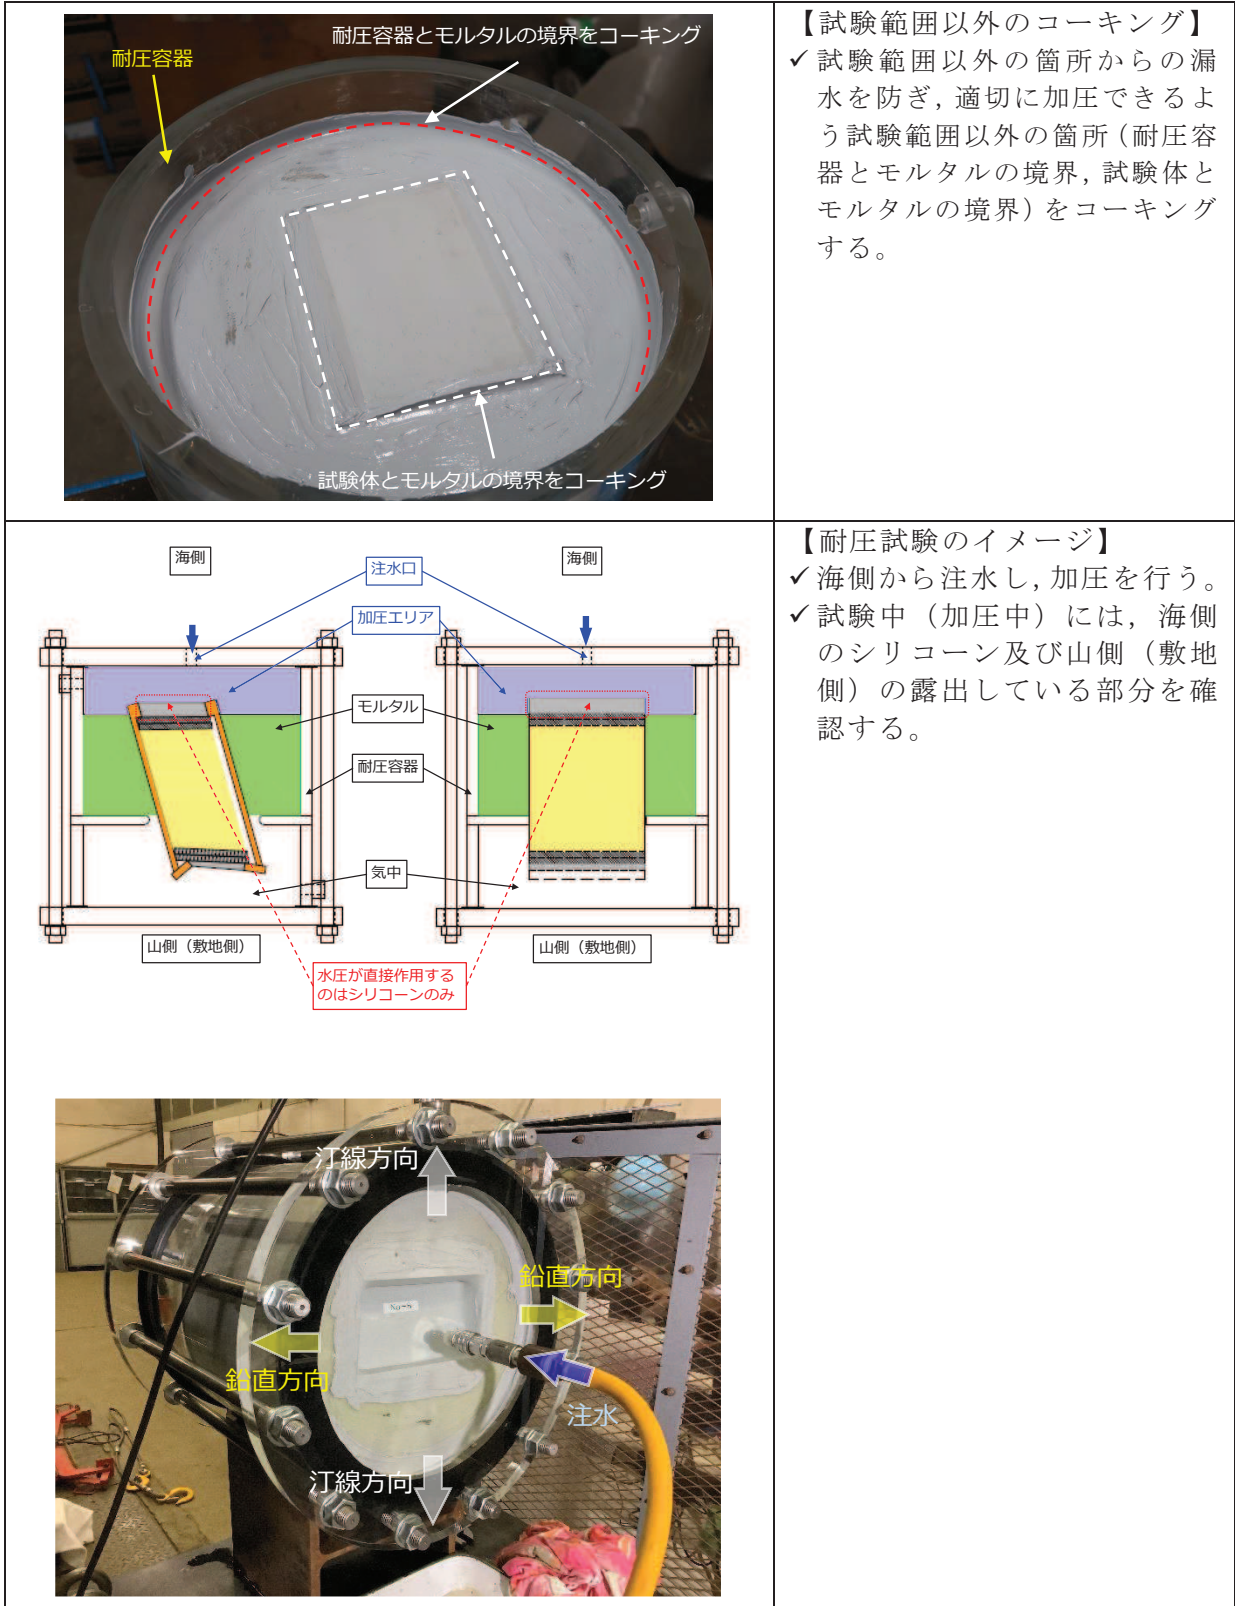 耐圧容器とモルタルの境界をコーキング
耐圧容器
試験体とモルタルの境界をコーキング
【試験範囲以外のコーキング】
✓試験範囲以外の箇所からの漏
水を防ぎ,適切に加圧できるよ
う試験範囲以外の箇所(耐圧容
器とモルタルの境界,試験体と
モルタルの境界)をコーキング
する。
海側
注水口
海側
加圧エリア
モルタル
耐圧容器
気中
山側(敷地側)
山側(敷地側)
水圧が直接作用する
のはシリコーンのみ
汀線方向
鉛直方向
鉛直方向
注水
汀線方向
【耐圧試験のイメージ】
✓海側から注水し,加圧を行う。
✓試験中(加圧中)には,海側
のシリコーン及び山側(敷地
側)の露出している部分を確
認する。